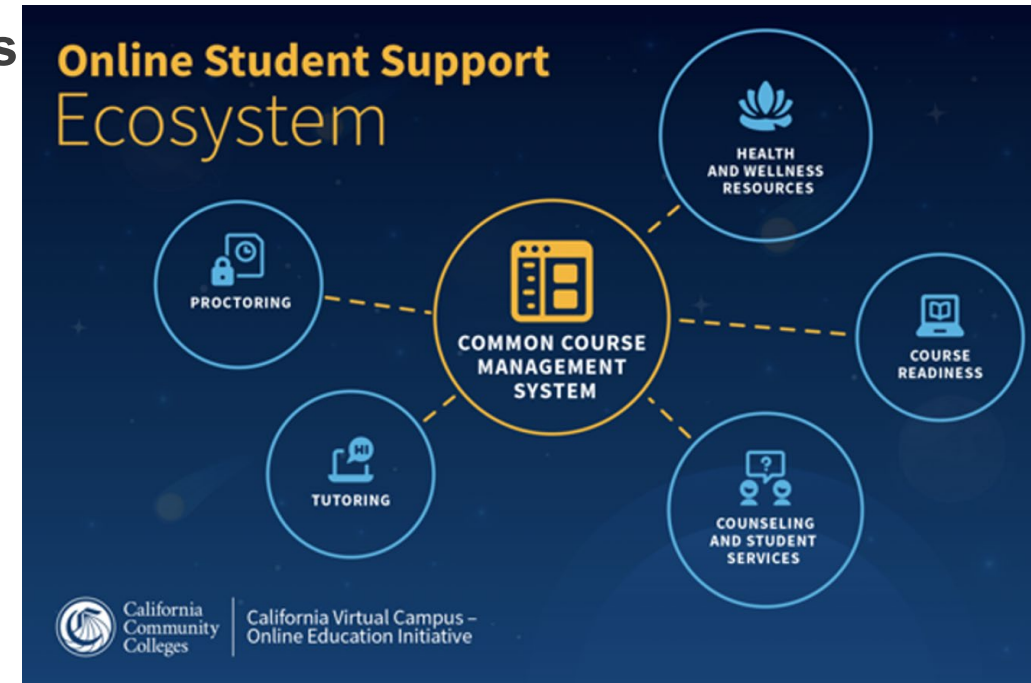 s
Online Student Support
Ecosystem
HEALTH
AND WELLNESS
RESOURCES
PROCTORING
COMMON COURSE
MANAGEMENT
SYSTEM
COURSE
READINESS
HI
TUTORING
?
COUNSELING
AND STUDENT
SERVICES
California
Community
Colleges
California Virtual Campus –
Online Education Initiative